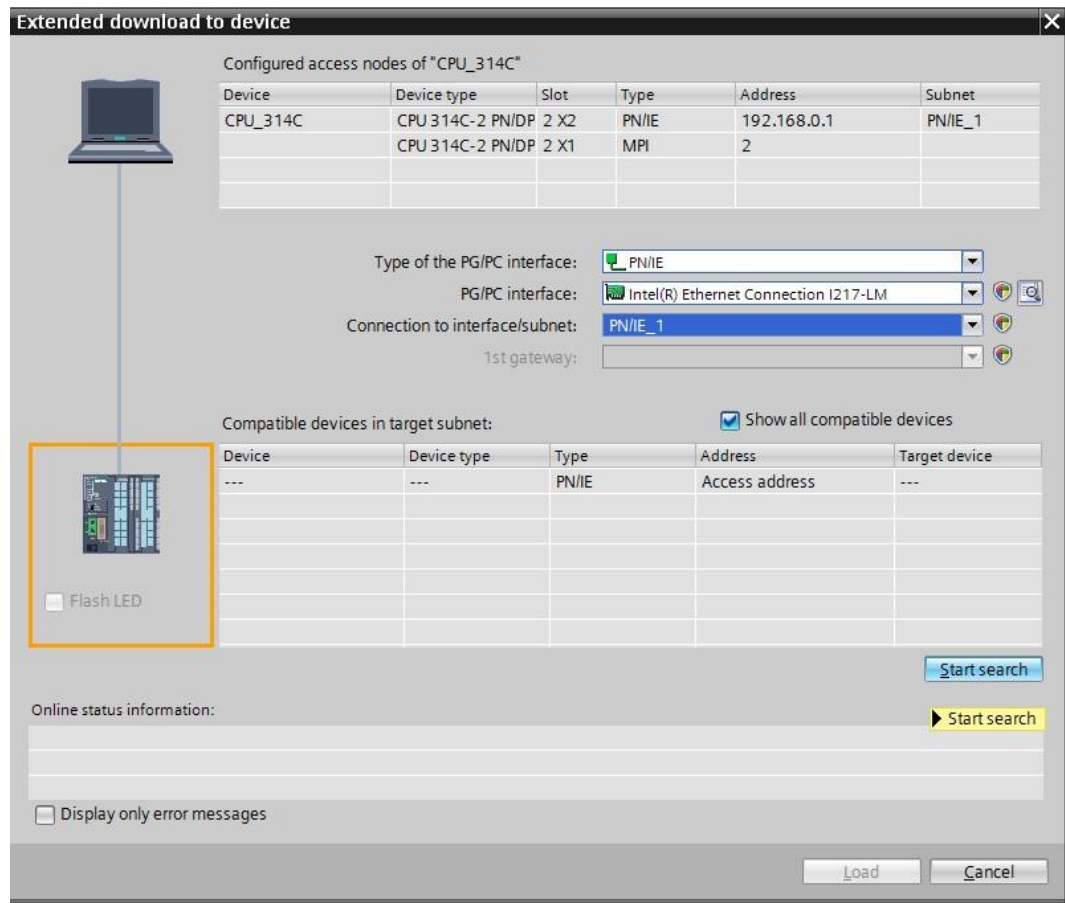 Extended download to device
Configured access nodes of "CPU_314C"
Device Device type Slot Type Address Subnet
CPU_314C CPU 314C-2 PN/DP 2 X2 PN/IE 192.168.0.1 PN/IE_1
CPU 314C-2 PN/DP 2 X1 MPI 2
Type of the PG/PC interface: PN/IE
PG/PC interface: Intel(R) Ethernet Connection I217-LM
Connection to interface/subnet: PN/IE_1
1st gateway:
Compatible devices in target subnet: Show all compatible devices
Device Device type Type Address Target device
--- --- PN/IE Access address ---
Flash LED
Start search
Online status information:
Start search
Display only error messages
Load Cancel